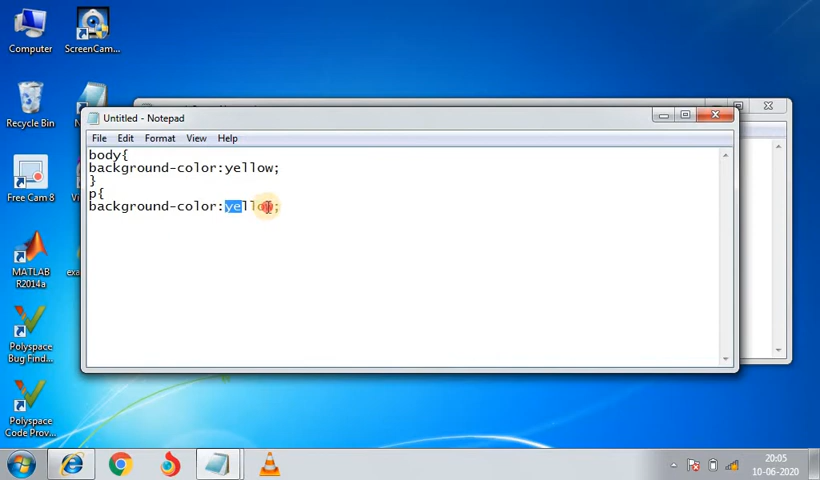 Computer
ScreenCam...
Recycle Bin
Free Cam 8
MATLAB
R2014a
Polyspace
Bug Find...
Polyspace
Code Prov...
Untitled - Notepad
File Edit Format View Help
body{
background-color:yellow;
}
p{
background-color:yellow;
20:05
10-06-2020